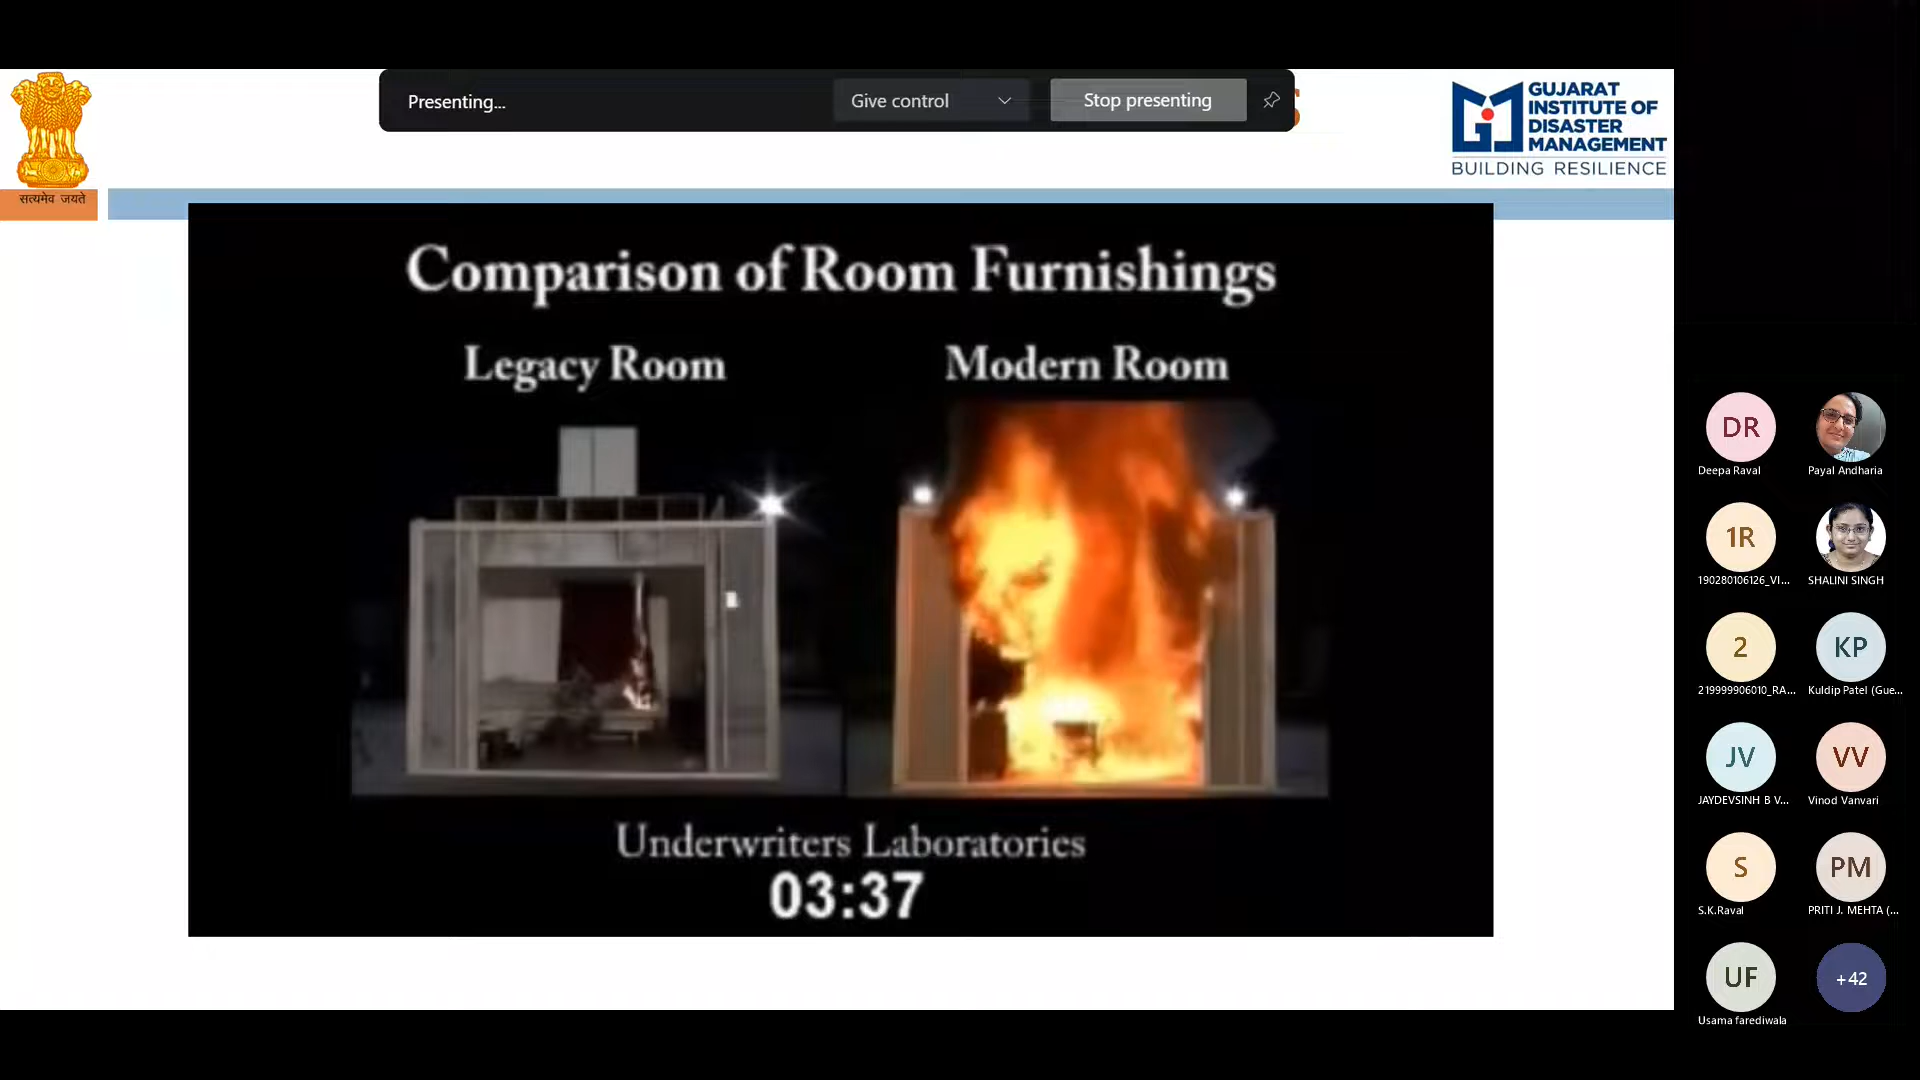 Presenting...
Give control
Stop presenting
GUJARAT
INSTITUTE OF
DISASTER
MANAGEMENT
BUILDING RESILIENCE
सत्यमेव जयते
Comparison of Room Furnishings
Legacy Room
Modern Room
Underwriters Laboratories
03:37
DR
Deepa Raval
Payal Andharia
1R
190280106126_VI...
SHALINI SINGH
2
219999906010_RA...
KP
Kuldip Patel (Gue...
JV
JAYDEVSINH B V...
VV
Vinod Vanvari
S
S.K.Raval
PM
PRITI J. MEHTA (...
UF
Usama farediwala
+42